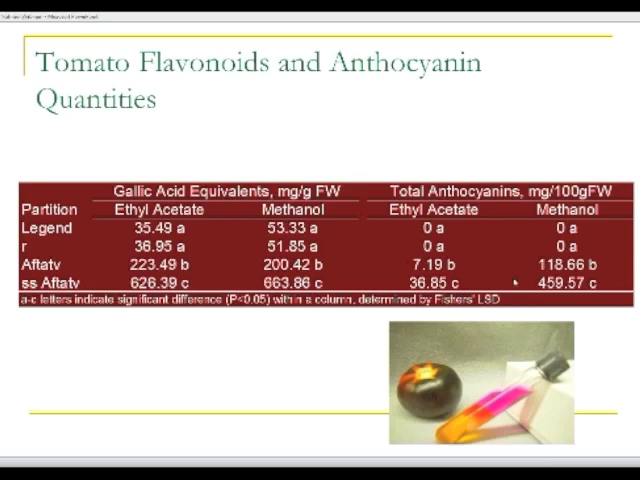 Tomato Flavonoids and Anthocyanin
Quantities
Gallic Acid Equivalents, mg/g FW Total Anthocyanins, mg/100gFW
Partition Ethyl Acetate Methanol Ethyl Acetate Methanol
Legend 35.49 a 53.33 a 0 a 0 a
r 36.95 a 51.85 a 0 a 0 a
Aftatv 223.49 b 200.42 b 7.19 b 118.66 b
ss Aftatv 626.39 c 663.86 c 36.85 c 459.57 c
a-c letters indicate significant difference (P<0.05) within a column, determined by Fishers' LSD